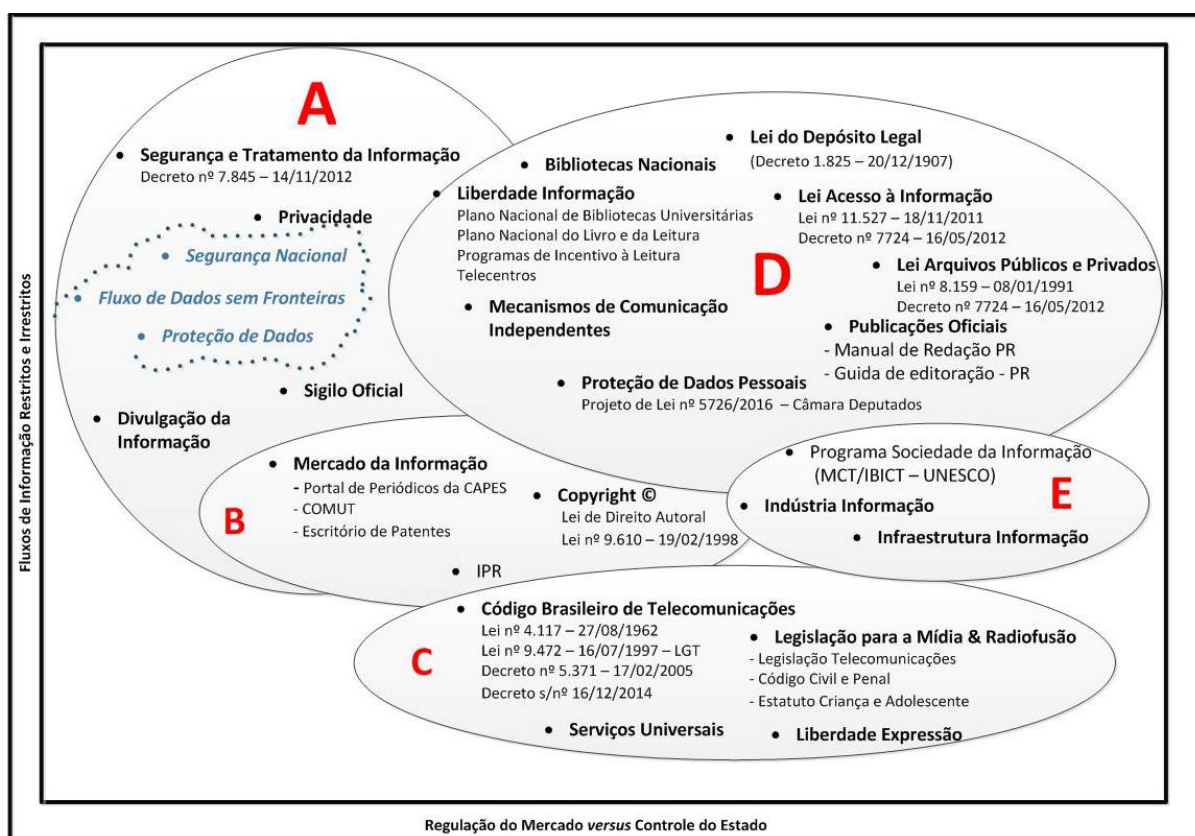 A
• Segurança e Tratamento da Informação
Decreto nº 7.845 – 14/11/2012
• Privacidade
• Segurança Nacional
• Fluxo de Dados sem Fronteiras
• Proteção de Dados
• Sigilo Oficial
• Divulgação da
Informação
D
• Lei do Depósito Legal
(Decreto 1.825 – 20/12/1907)
• Bibliotecas Nacionais
• Liberdade Informação
Plano Nacional de Bibliotecas Universitárias
Plano Nacional do Livro e da Leitura
Programas de Incentivo à Leitura
Telecentros
• Mecanismos de Comunicação
Independentes
• Lei Acesso à Informação
Lei nº 11.527 – 18/11/2011
Decreto nº 7724 – 16/05/2012
• Lei Arquivos Públicos e Privados
Lei nº 8.159 – 08/01/1991
Decreto nº 7724 – 16/05/2012
• Publicações Oficiais
- Manual de Redação PR
- Guida de editoração - PR
• Proteção de Dados Pessoais
Projeto de Lei nº 5726/2016 – Câmara Deputados
B
• Mercado da Informação
- Portal de Periódicos da CAPES
- COMUT
- Escritório de Patentes
• Copyright ©
Lei de Direito Autoral
Lei nº 9.610 – 19/02/1998
• IPR
E
• Programa Sociedade da Informação
(MCT/IBICT – UNESCO)
• Indústria Informação
• Infraestrutura Informação
C
• Código Brasileiro de Telecomunicações
Lei nº 4.117 – 27/08/1962
Lei nº 9.472 – 16/07/1997 – LGT
Decreto nº 5.371 – 17/02/2005
Decreto s/nº 16/12/2014
• Legislação para a Mídia & Radiofusão
- Legislação Telecomunicações
- Código Civil e Penal
- Estatuto Criança e Adolescente
• Serviços Universais
• Liberdade Expressão
Fluxos de Informação Restritos e Irrestritos
Regulação do Mercado versus Controle do Estado